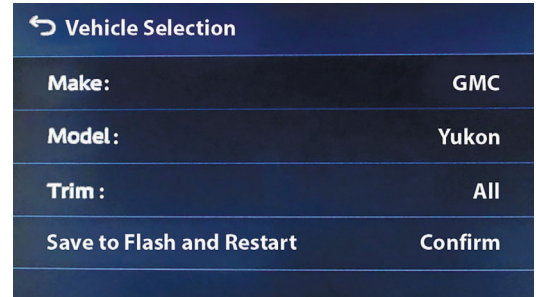 Vehicle Selection
Make: GMC
Model: Yukon
Trim : All
Save to Flash and Restart Confirm